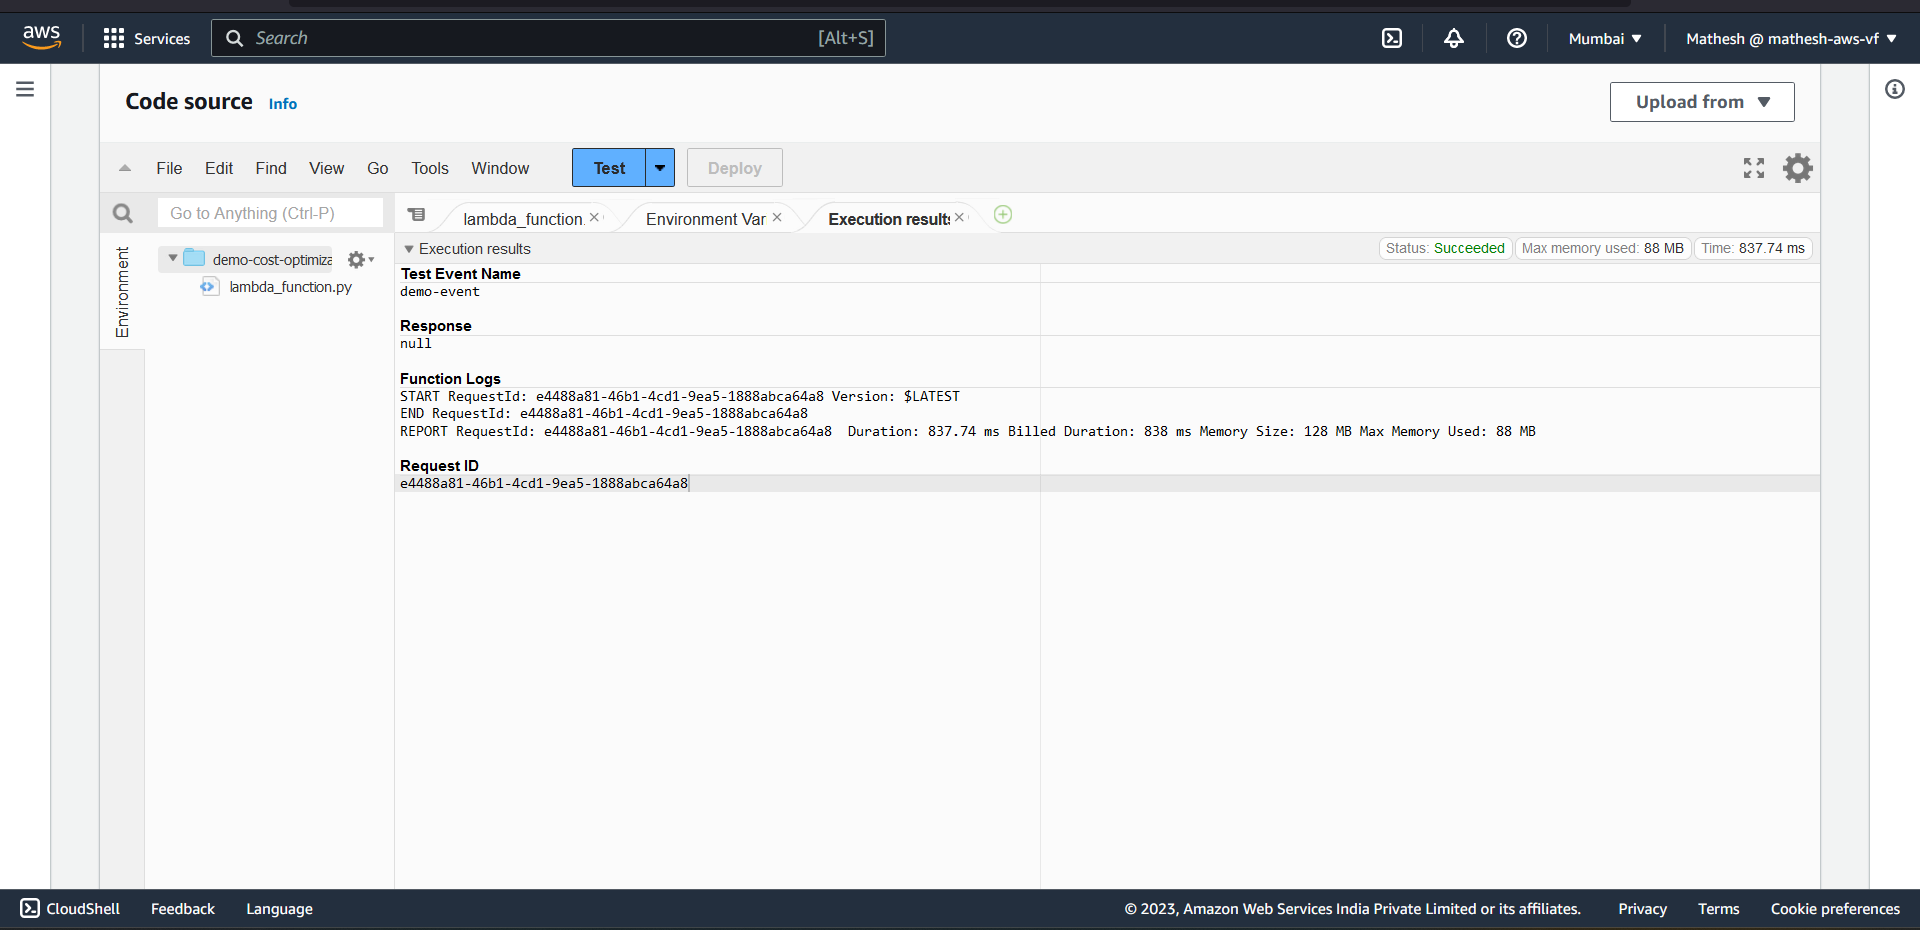 aws
Services
Search
[Alt+S]
Mumbai
Mathesh @ mathesh-aws-vf
Code source
Info
Upload from
File
Edit
Find
View
Go
Tools
Window
Test
Deploy
Go to Anything (Ctrl-P)
lambda_function.
Environment Var
Execution results
Environment
demo-cost-optimiza
lambda_function.py
Execution results
Status: Succeeded
Max memory used: 88 MB
Time: 837.74 ms
Test Event Name
demo-event
Response
null
Function Logs
START RequestId: e4488a81-46b1-4cd1-9ea5-1888abca64a8 Version: $LATEST
END RequestId: e4488a81-46b1-4cd1-9ea5-1888abca64a8
REPORT RequestId: e4488a81-46b1-4cd1-9ea5-1888abca64a8  Duration: 837.74 ms Billed Duration: 838 ms Memory Size: 128 MB Max Memory Used: 88 MB
Request ID
e4488a81-46b1-4cd1-9ea5-1888abca64a8
CloudShell
Feedback
Language
© 2023, Amazon Web Services India Private Limited or its affiliates.
Privacy
Terms
Cookie preferences